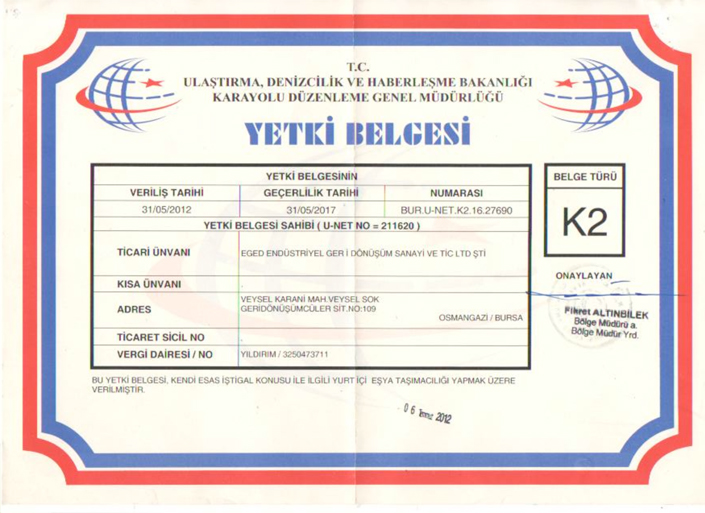 T.C.
ULAŞTIRMA, DENİZCİLİK VE HABERLEŞME BAKANLIĞI
KARAYOLU DÜZENLEME GENEL MÜDÜRLÜĞÜ
YETKİ BELGESİ
YETKİ BELGESİNİN
VERİLİŞ TARİHİ GEÇERLİLİK TARİHİ NUMARASI
31/05/2012 31/05/2017 BUR.U-NET.K2.16.27690
YETKİ BELGESİ SAHİBİ ( U-NET NO = 211620 )
TİCARİ ÜNVANI EGED ENDÜSTRİYEL GER İ DÖNÜŞÜM SANAYİ VE TİC LTD ŞTİ
KISA ÜNVANI
ADRES VEYSEL KARANİ MAH.VEYSEL SOK
GERİDÖNÜŞÜMCÜLER SİT.NO:109
OSMANGAZİ / BURSA
TİCARET SİCİL NO
VERGİ DAİRESİ / NO YILDIRIM / 3250473711
BELGE TÜRÜ
K2
ONAYLAYAN
Fikret ALTINBİLEK
Bölge Müdürü a.
Bölge Müdür Yrd.
BU YETKİ BELGESİ, KENDİ ESAS İŞTİGAL KONUSU İLE İLGİLİ YURT İÇİ EŞYA TAŞIMACILIĞI YAPMAK ÜZERE
VERİLMİŞTİR.
06 Temmuz 2012